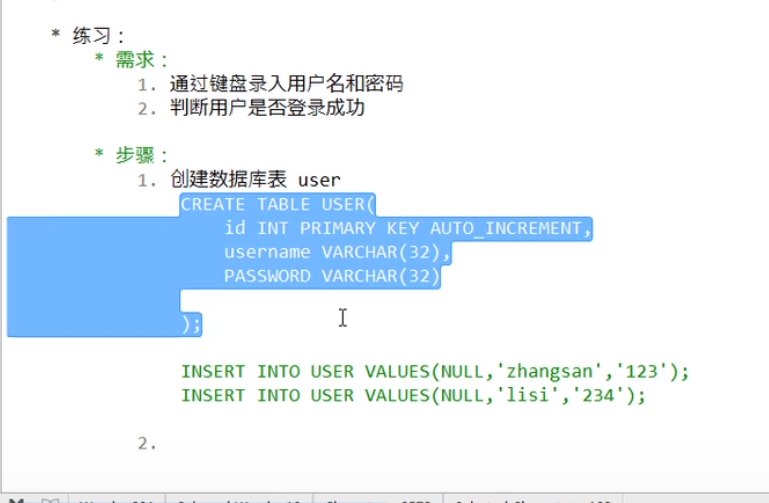 * 练习：
* 需求：
1. 通过键盘录入用户名和密码
2. 判断用户是否登录成功
* 步骤：
1. 创建数据库表 user
CREATE TABLE USER(
id INT PRIMARY KEY AUTO_INCREMENT,
username VARCHAR(32),
PASSWORD VARCHAR(32)
);
INSERT INTO USER VALUES(NULL,'zhangsan','123');
INSERT INTO USER VALUES(NULL,'lisi','234');
2.